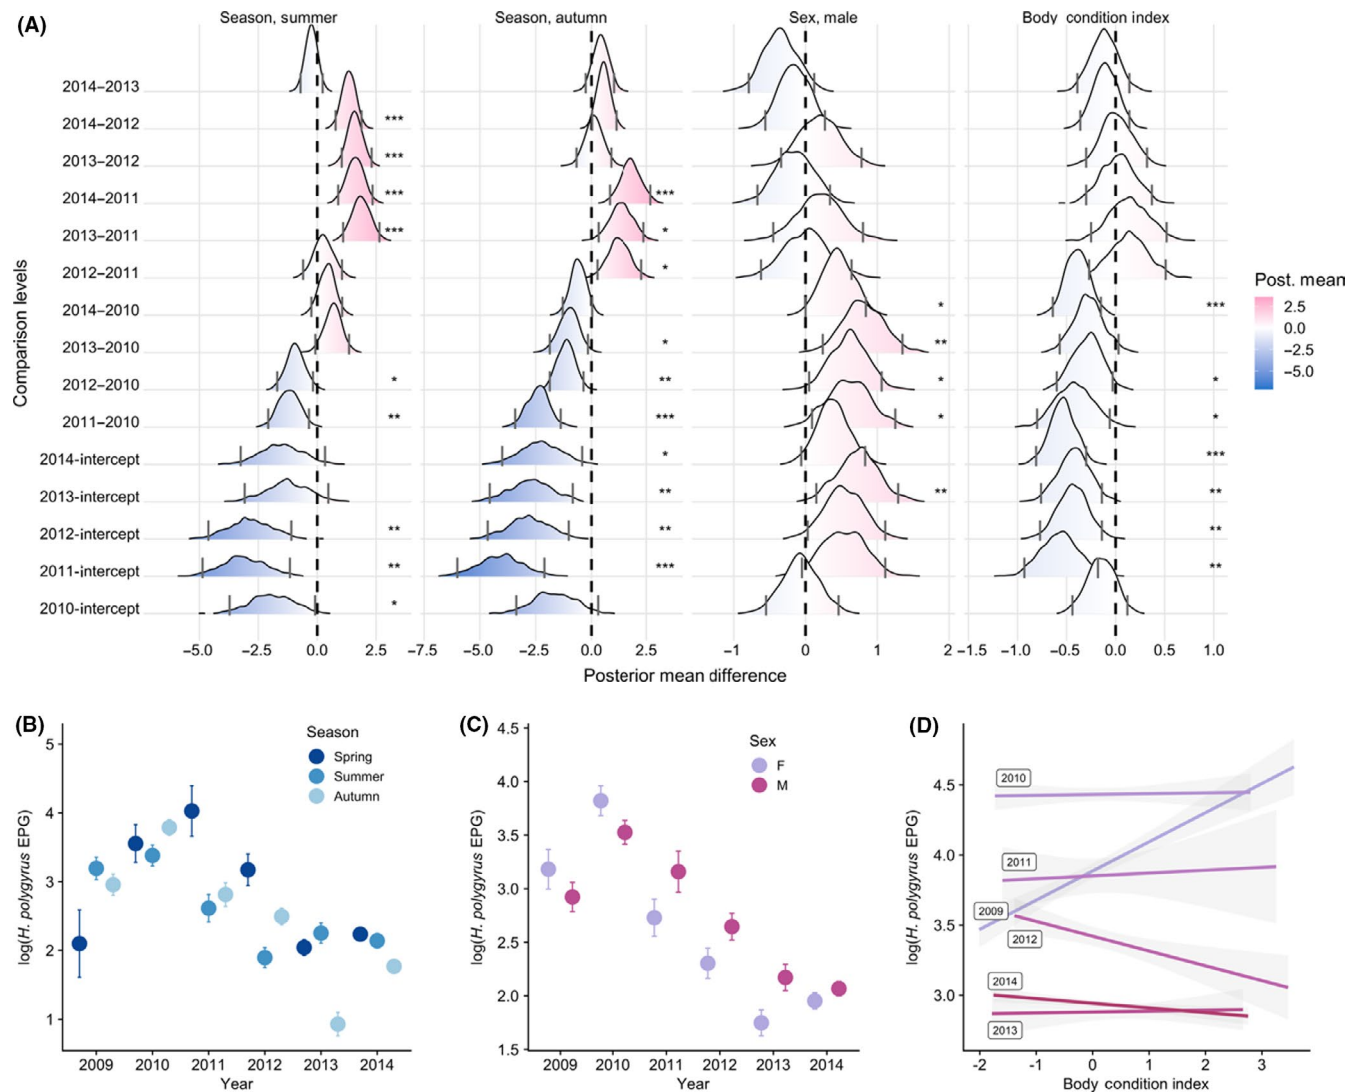 (A)
Season, summer
Season, autumn
Sex, male
Body condition index
Comparison levels
2014–2013
2014–2012
***
2013–2012
***
2014–2011
***
***
2013–2011
***
*
2012–2011
*
2014–2010
*
***
2013–2010
*
**
2012–2010
*
**
*
*
2011–2010
**
***
*
*
2014-intercept
*
***
2013-intercept
**
**
**
2012-intercept
**
**
**
2011-intercept
**
***
**
2010-intercept
*
−5.0 −2.5 0.0 2.5
−7.5 −5.0 −2.5 0.0 2.5
−1 0 1 2
−1.5 −1.0 −0.5 0.0 0.5 1.0
Posterior mean difference
Post. mean
2.5
0.0
−2.5
−5.0
(B)
Season
Spring
Summer
Autumn
log(H. polygyrus EPG)
5
4
3
2
1
2009 2010 2011 2012 2013 2014
Year
(C)
Sex
F
M
log(H. polygyrus EPG)
4.5
4.0
3.5
3.0
2.5
2.0
1.5
2009 2010 2011 2012 2013 2014
Year
(D)
log(H. polygyrus EPG)
4.5
4.0
3.5
3.0
2010
2011
2009
2012
2014
2013
-2 -1 0 1 2 3
Body condition index